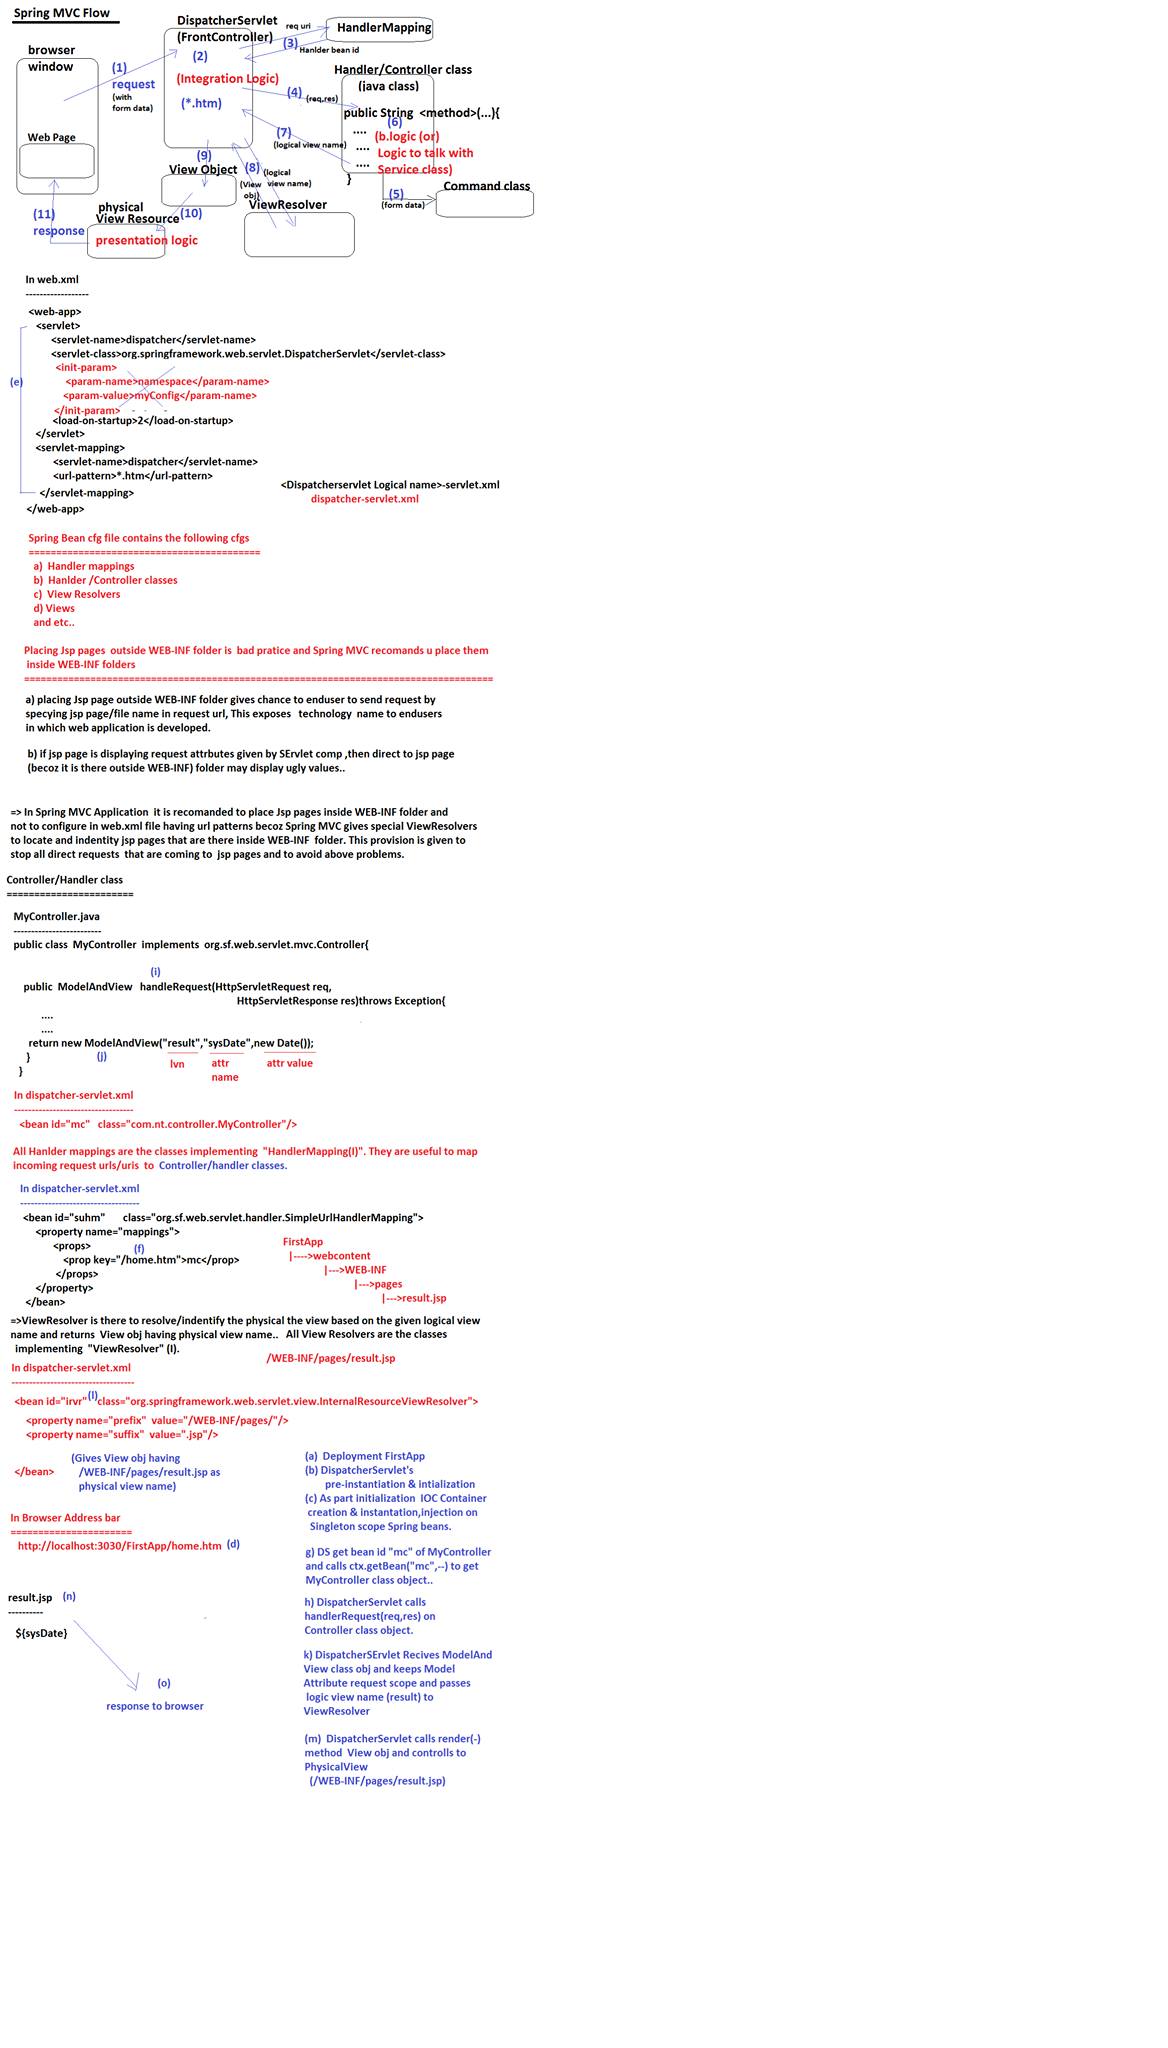 Spring MVC Flow
DispatcherServlet
(FrontController)
req uri
HandlerMapping
(2)
(3)
Hanlder bean id
browser
window
(1)
request
(with
form data)
(Integration Logic)
(*.htm)
Handler/Controller class
(java class)
(4)
(req,res)
public String <method>(...){
(6)
....
(b.logic (or)
....
Logic to talk with
....
Service class)
}
(7)
(logical view name)
Web Page
(9)
View Object
(8)
(logical
view name)
(View
obj)
ViewResolver
(5)
(form data)
Command class
(11)
response
physical
View Resource
(10)
presentation logic
In web.xml
------------------
<web-app>
<servlet>
<servlet-name>dispatcher</servlet-name>
<servlet-class>org.springframework.web.servlet.DispatcherServlet</servlet-class>
<init-param>
(e)
<param-name>namespace</param-name>
<param-value>myConfig</param-name>
</init-param>
<load-on-startup>2</load-on-startup>
</servlet>
<servlet-mapping>
<servlet-name>dispatcher</servlet-name>
<url-pattern>*.htm</url-pattern>
</servlet-mapping>
</web-app>
<Dispatcherservlet Logical name>-servlet.xml
dispatcher-servlet.xml
Spring Bean cfg file contains the following cfgs
==========================================
a) Handler mappings
b) Hanlder /Controller classes
c) View Resolvers
d) Views
and etc..
Placing Jsp pages outside WEB-INF folder is bad pratice and Spring MVC recomands u place them
inside WEB-INF folders
=====================================================================================
a) placing Jsp page outside WEB-INF folder gives chance to enduser to send request by
specying jsp page/file name in request url, This exposes technology name to endusers
in which web application is developed.
b) if jsp page is displaying request attrbutes given by SErvlet comp ,then direct to jsp page
(becoz it is there outside WEB-INF) folder may display ugly values..
=> In Spring MVC Application it is recomanded to place Jsp pages inside WEB-INF folder and
not to configure in web.xml file having url patterns becoz Spring MVC gives special ViewResolvers
to locate and indentity jsp pages that are there inside WEB-INF folder. This provision is given to
stop all direct requests that are coming to jsp pages and to avoid above problems.
Controller/Handler class
=======================
MyController.java
-------------------------
public class MyController implements org.sf.web.servlet.mvc.Controller{
(i)
public ModelAndView handleRequest(HttpServletRequest req,
HttpServletResponse res)throws Exception{
....
....
return new ModelAndView("result","sysDate",new Date());
}
(j)
lvn
attr
name
attr value
}
In dispatcher-servlet.xml
----------------------------------
<bean id="mc" class="com.nt.controller.MyController"/>
All Hanlder mappings are the classes implementing "HandlerMapping(I)". They are useful to map
incoming request urls/uris to Controller/handler classes.
In dispatcher-servlet.xml
----------------------------------
<bean id="suhm" class="org.sf.web.servlet.handler.SimpleUrlHandlerMapping">
<property name="mappings">
<props>
(f)
<prop key="/home.htm">mc</prop>
</props>
</property>
</bean>
FirstApp
|---->webcontent
|--->WEB-INF
|--->pages
|--->result.jsp
=>ViewResolver is there to resolve/indentify the physical the view based on the given logical view
name and returns View obj having physical view name.. All View Resolvers are the classes
implementing "ViewResolver" (I).
/WEB-INF/pages/result.jsp
In dispatcher-servlet.xml
-----------------------------------
<bean id="irvr"(l)class="org.springframework.web.servlet.view.InternalResourceViewResolver">
<property name="prefix" value="/WEB-INF/pages/"/>
<property name="suffix" value=".jsp"/>
</bean>
(Gives View obj having
/WEB-INF/pages/result.jsp as
physical view name)
In Browser Address bar
======================
http://localhost:3030/FirstApp/home.htm (d)
result.jsp (n)
----------
${sysDate}
(o)
response to browser
(a) Deployment FirstApp
(b) DispatcherServlet's
pre-instantiation & intialization
(c) As part initialization IOC Container
creation & instantation,injection on
Singleton scope Spring beans.
g) DS get bean id "mc" of MyController
and calls ctx.getBean("mc",--) to get
MyController class object..
h) DispatcherServlet calls
handlerRequest(req,res) on
Controller class object.
k) DispatcherSErvlet Recives ModelAnd
View class obj and keeps Model
Attribute request scope and passes
logic view name (result) to
ViewResolver
(m) DispatcherServlet calls render(-)
method View obj and controlls to
PhysicalView
(/WEB-INF/pages/result.jsp)